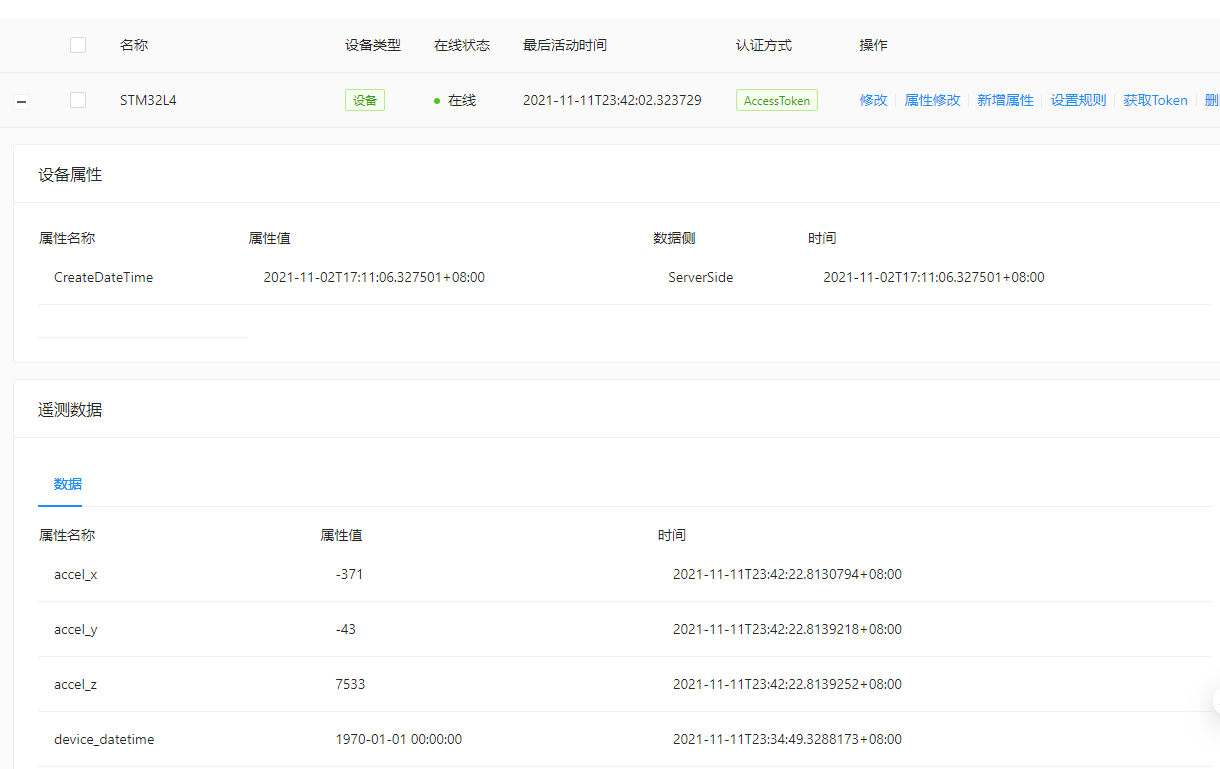 名称 设备类型 在线状态 最后活动时间 认证方式 操作
STM32L4 设备 在线 2021-11-11T23:42:02.323729 AccessToken 修改 属性修改 新增属性 设置规则 获取Token
设备属性
属性名称 属性值 数据侧 时间
CreateDateTime 2021-11-02T17:11:06.327501+08:00 ServerSide 2021-11-02T17:11:06.327501+08:00
遥测数据
数据
属性名称 属性值 时间
accel_x -371 2021-11-11T23:42:22.8130794+08:00
accel_y -43 2021-11-11T23:42:22.8139218+08:00
accel_z 7533 2021-11-11T23:42:22.8139252+08:00
device_datetime 1970-01-01 00:00:00 2021-11-11T23:34:49.3288173+08:00